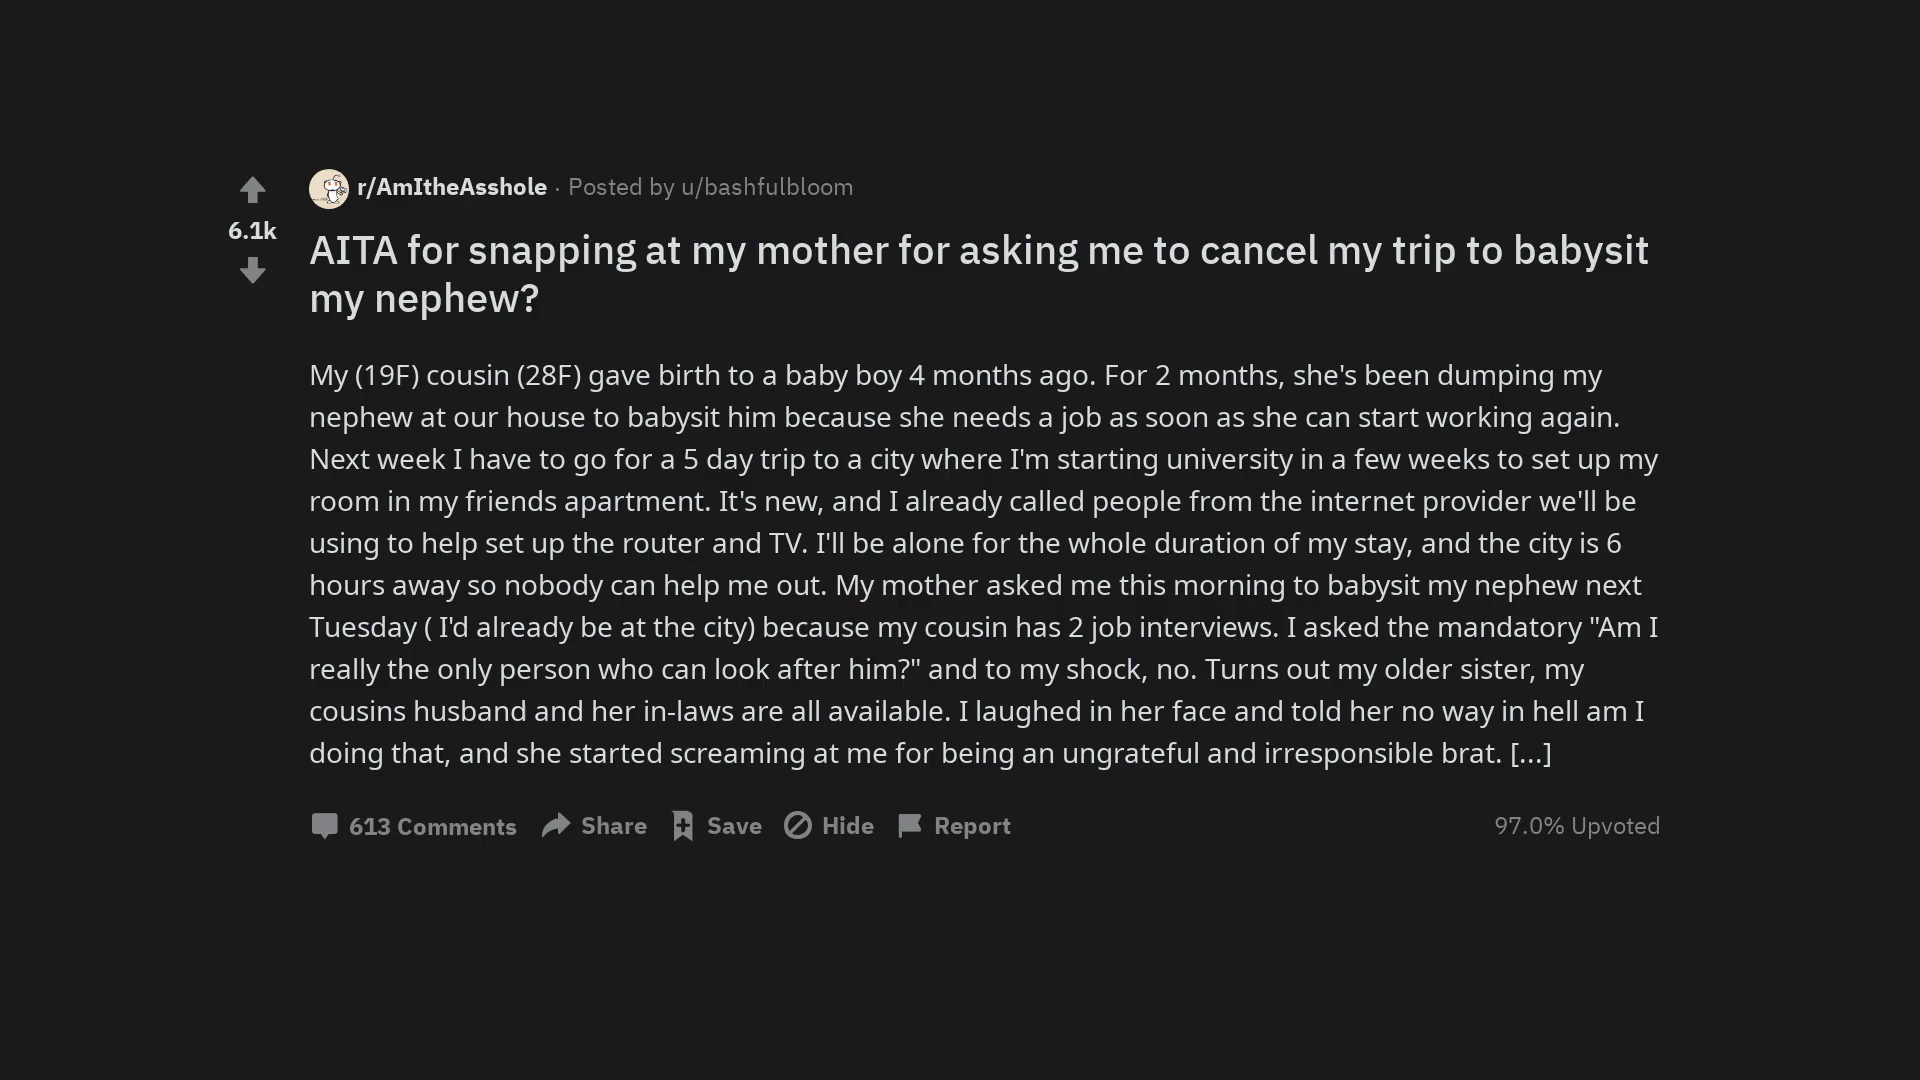 r/AmItheAsshole · Posted by u/bashfulbloom
6.1k
AITA for snapping at my mother for asking me to cancel my trip to babysit
my nephew?
My (19F) cousin (28F) gave birth to a baby boy 4 months ago. For 2 months, she's been dumping my
nephew at our house to babysit him because she needs a job as soon as she can start working again.
Next week I have to go for a 5 day trip to a city where I'm starting university in a few weeks to set up my
room in my friends apartment. It's new, and I already called people from the internet provider we'll be
using to help set up the router and TV. I'll be alone for the whole duration of my stay, and the city is 6
hours away so nobody can help me out. My mother asked me this morning to babysit my nephew next
Tuesday ( I'd already be at the city) because my cousin has 2 job interviews. I asked the mandatory "Am I
really the only person who can look after him?" and to my shock, no. Turns out my older sister, my
cousins husband and her in-laws are all available. I laughed in her face and told her no way in hell am I
doing that, and she started screaming at me for being an ungrateful and irresponsible brat. [...]
613 Comments Share Save Hide Report 97.0% Upvoted